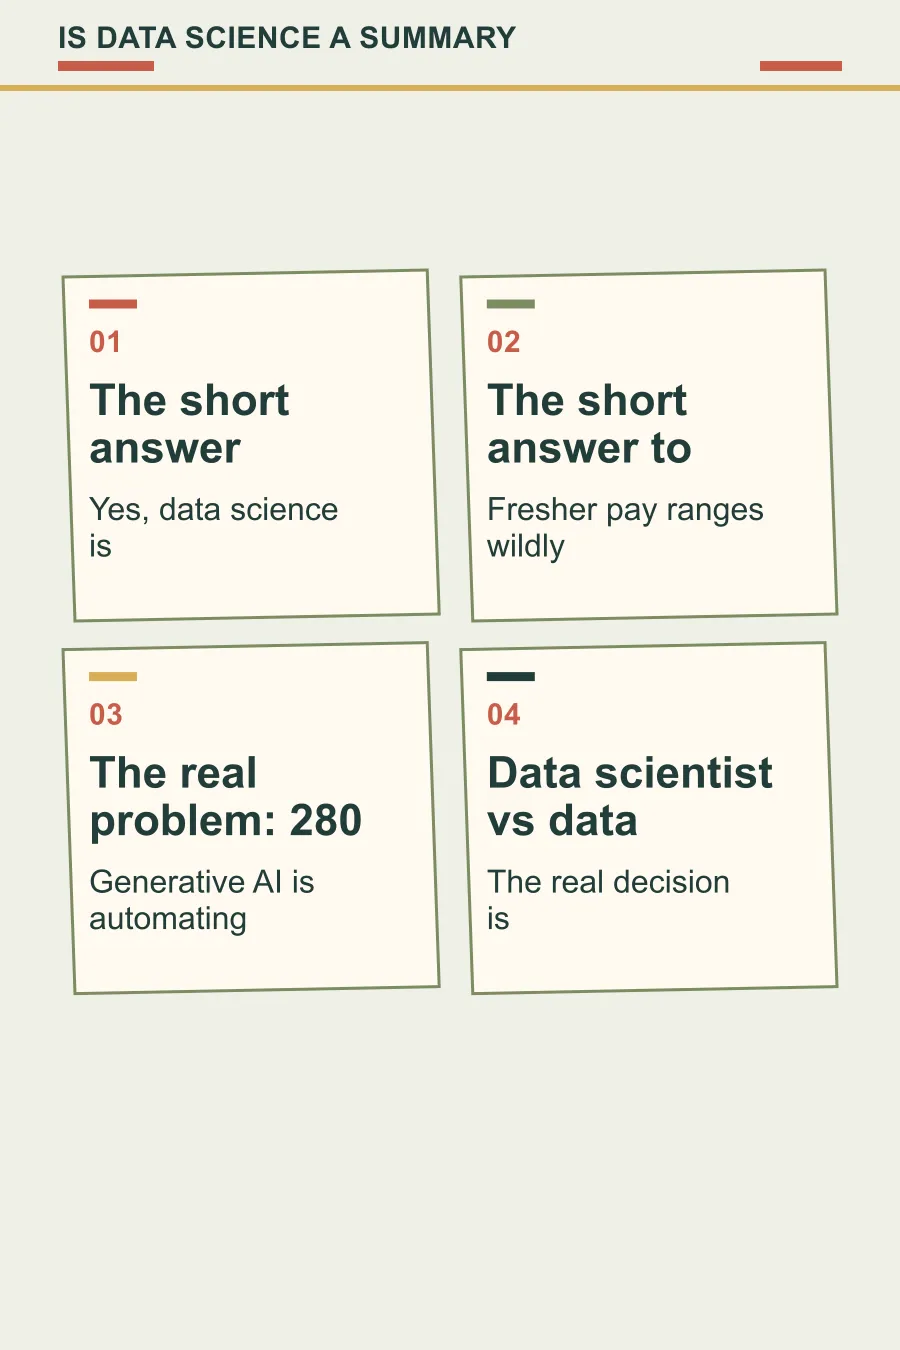 IS DATA SCIENCE A SUMMARY
01
The short
answer
Yes, data science
is
02
The short
answer to
Fresher pay ranges
wildly
03
The real
problem: 280
Generative AI is
automating
04
Data scientist
vs data
The real decision
is